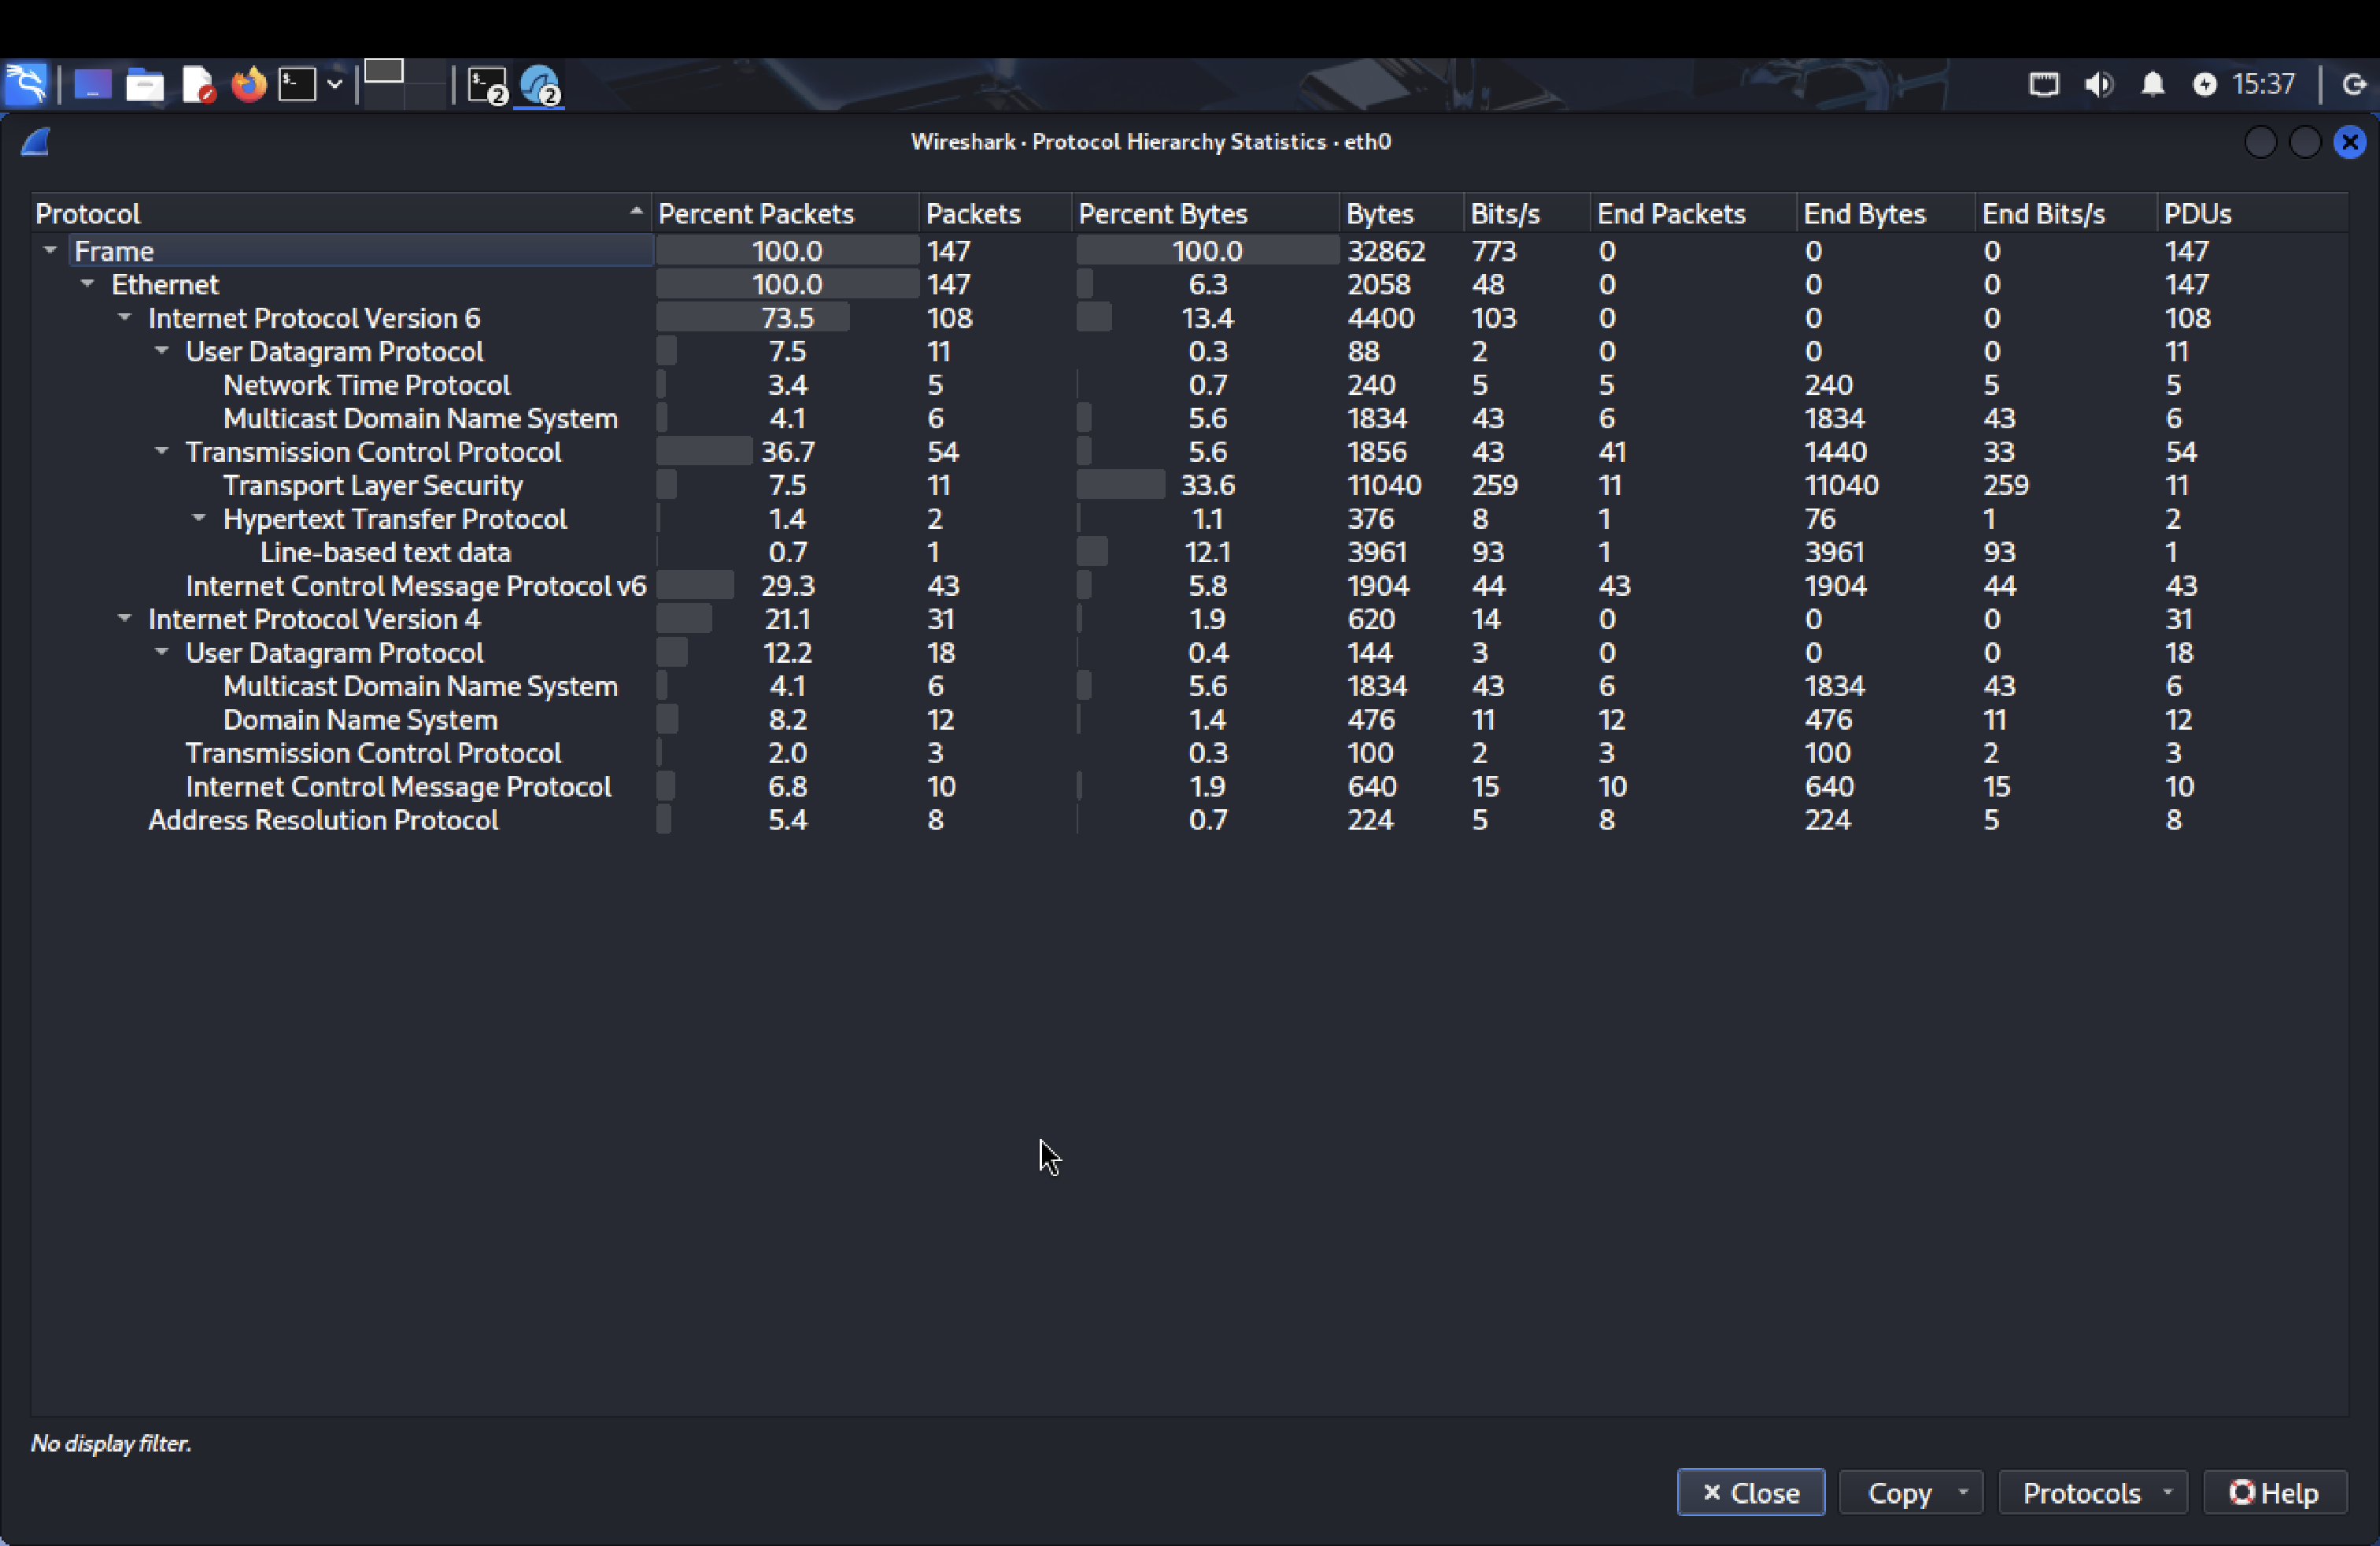 15:37
Wireshark · Protocol Hierarchy Statistics · eth0
Protocol Percent Packets Packets Percent Bytes Bytes Bits/s End Packets End Bytes End Bits/s PDUs
Frame 100.0 147 100.0 32862 773 0 0 0 147
Ethernet 100.0 147 6.3 2058 48 0 0 0 147
Internet Protocol Version 6 73.5 108 13.4 4400 103 0 0 0 108
User Datagram Protocol 7.5 11 0.3 88 2 0 0 0 11
Network Time Protocol 3.4 5 0.7 240 5 5 240 5 5
Multicast Domain Name System 4.1 6 5.6 1834 43 6 1834 43 6
Transmission Control Protocol 36.7 54 5.6 1856 43 41 1440 33 54
Transport Layer Security 7.5 11 33.6 11040 259 11 11040 259 11
Hypertext Transfer Protocol 1.4 2 1.1 376 8 1 76 1 2
Line-based text data 0.7 1 12.1 3961 93 1 3961 93 1
Internet Control Message Protocol v6 29.3 43 5.8 1904 44 43 1904 44 43
Internet Protocol Version 4 21.1 31 1.9 620 14 0 0 0 31
User Datagram Protocol 12.2 18 0.4 144 3 0 0 0 18
Multicast Domain Name System 4.1 6 5.6 1834 43 6 1834 43 6
Domain Name System 8.2 12 1.4 476 11 12 476 11 12
Transmission Control Protocol 2.0 3 0.3 100 2 3 100 2 3
Internet Control Message Protocol 6.8 10 1.9 640 15 10 640 15 10
Address Resolution Protocol 5.4 8 0.7 224 5 8 224 5 8
No display filter.
Close Copy Protocols Help